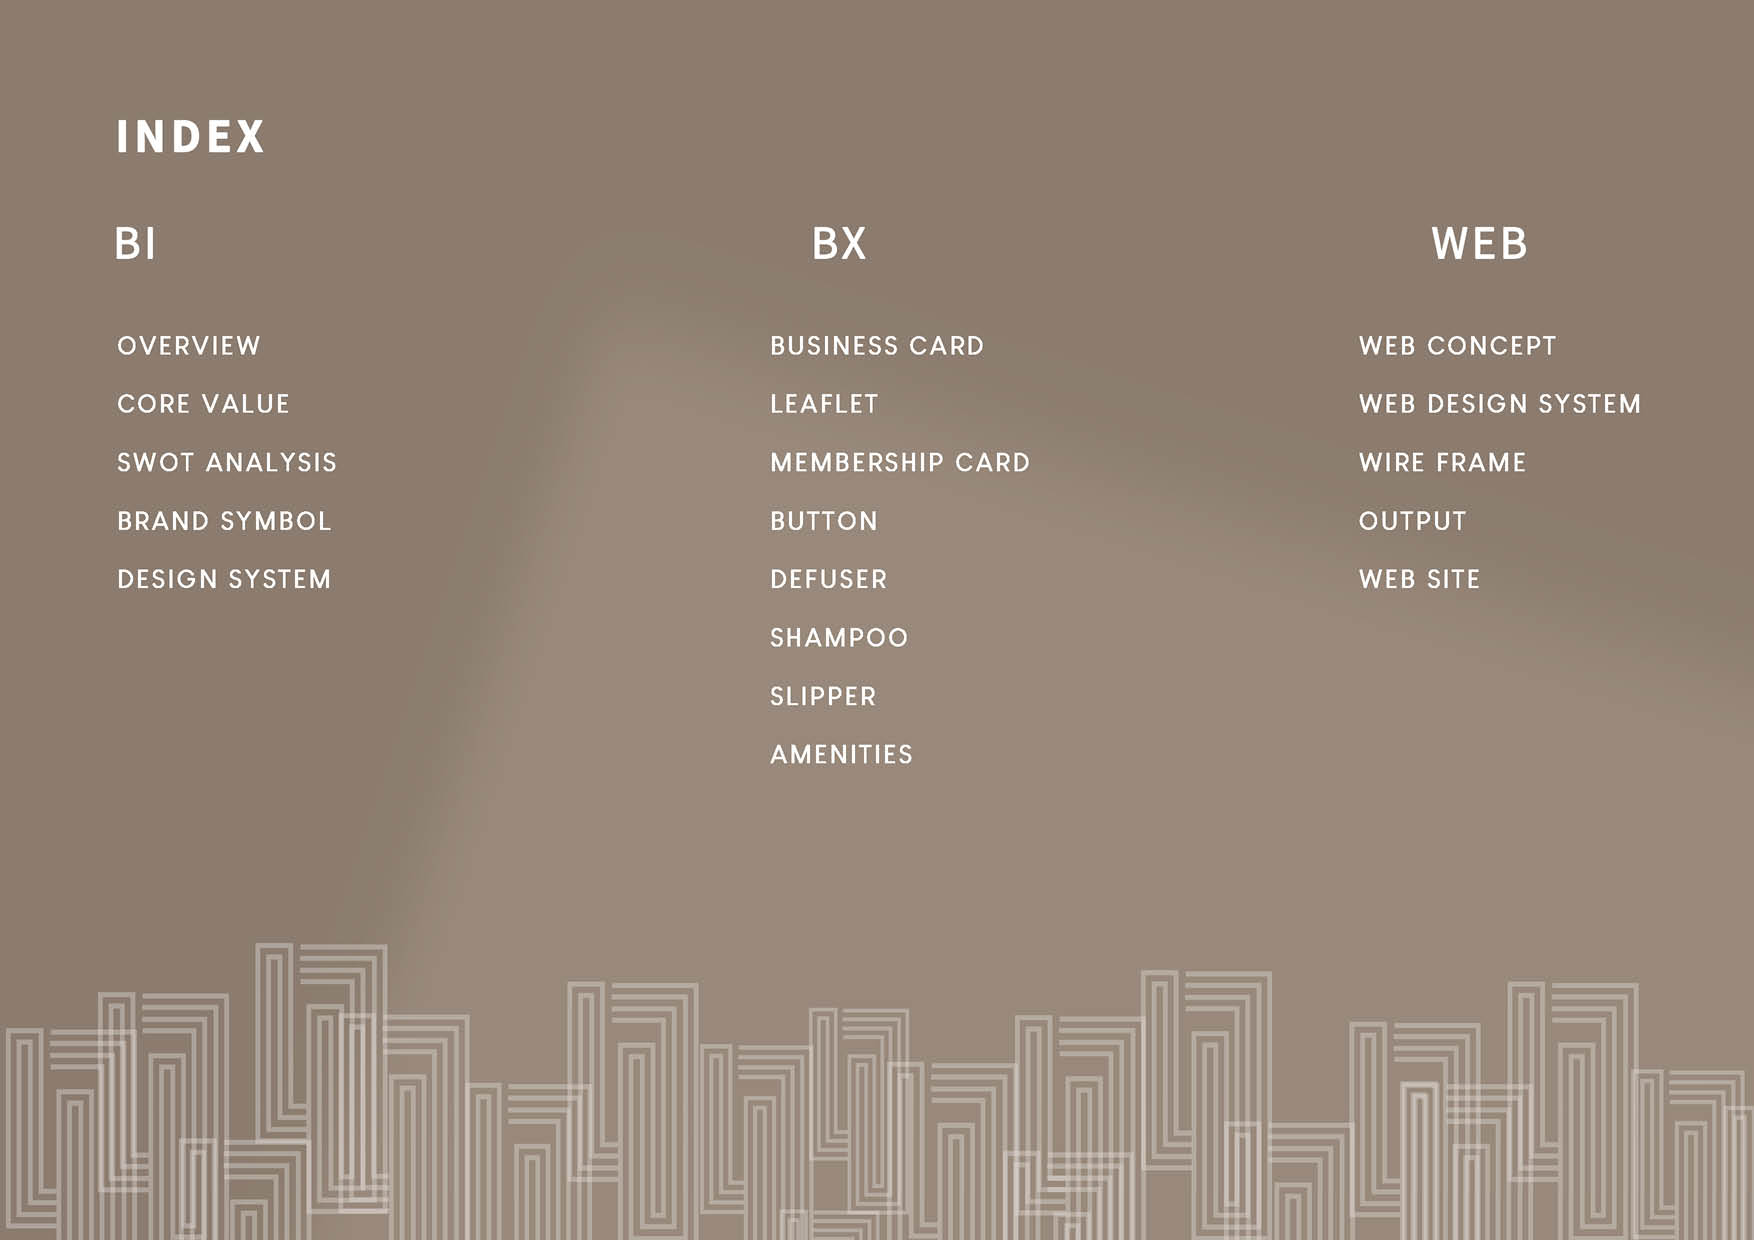 INDEX
BI
OVERVIEW
CORE VALUE
SWOT ANALYSIS
BRAND SYMBOL
DESIGN SYSTEM
BX
BUSINESS CARD
LEAFLET
MEMBERSHIP CARD
BUTTON
DEFUSER
SHAMPOO
SLIPPER
AMENITIES
WEB
WEB CONCEPT
WEB DESIGN SYSTEM
WIRE FRAME
OUTPUT
WEB SITE